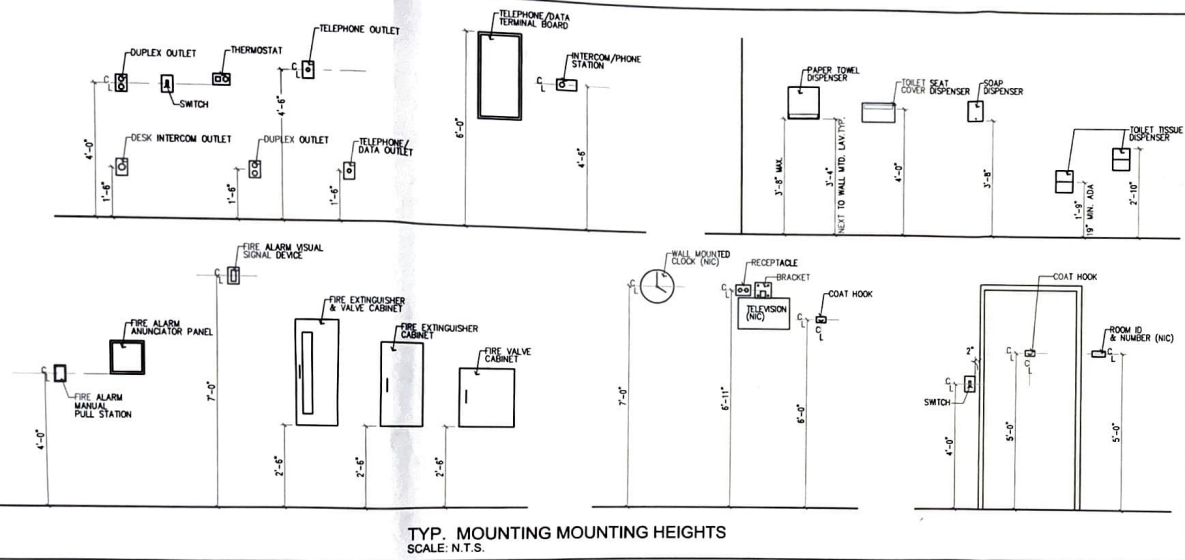 TELEPHONE/DATA
TERMINAL BOARD
TELEPHONE OUTLET
DUPLEX OUTLET
THERMOSTAT
INTERCOM/PHONE
STATION
C L
SWITCH
C L
4'-6"
6'-0"
4'-0"
DESK INTERCOM OUTLET
DUPLEX OUTLET
TELEPHONE/
DATA OUTLET
4'-6"
1'-6"
1'-6"
1'-6"
PAPER TOWEL
DISPENSER
TOILET SEAT
COVER DISPENSER
SOAP
DISPENSER
TOILET TISSUE
DISPENSER
3'-8" MAX.
3'-4"
NEXT TO WALL MTD. LAV.TYP.
4'-0"
3'-8"
1'-9"
19" MIN. ADA
2'-10"
FIRE ALARM VISUAL
SIGNAL DEVICE
C L
FIRE EXTINGUISHER
& VALVE CABINET
FIRE ALARM
ANUNCIATOR PANEL
FIRE EXTINGUISHER
CABINET
FIRE VALVE
CABINET
C L
FIRE ALARM
MANUAL
PULL STATION
7'-0"
4'-0"
2'-6"
2'-6"
2'-6"
WALL MOUNTED
CLOCK (NIC)
RECEPTACLE
BRACKET
C L
C L
TELEVISION
(NIC)
COAT HOOK
C L
C L
7'-0"
6'-11"
6'-0"
COAT HOOK
ROOM ID
& NUMBER (NIC)
2"
C L
C L
C L
C L
SWITCH
4'-0"
5'-0"
5'-0"
TYP. MOUNTING MOUNTING HEIGHTS
SCALE: N.T.S.